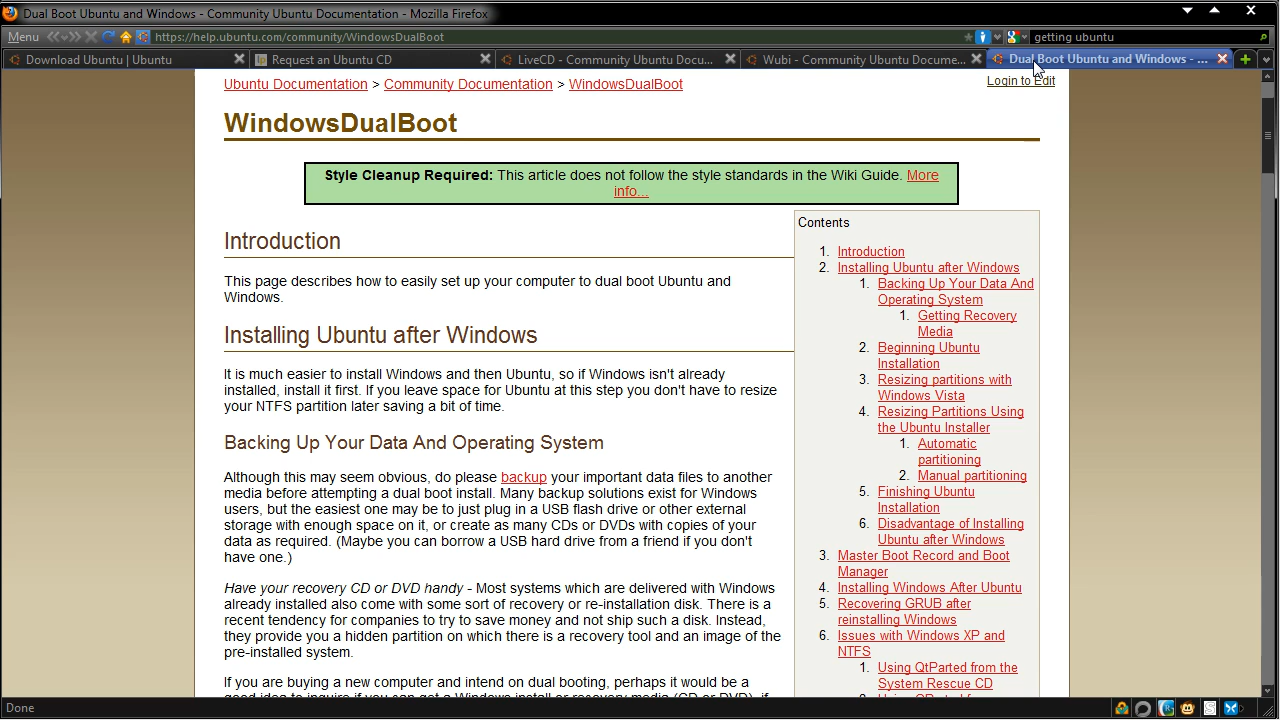 Dual Boot Ubuntu and Windows - Community Ubuntu Documentation - Mozilla Firefox
Menu https://help.ubuntu.com/community/WindowsDualBoot getting ubuntu
Download Ubuntu | Ubuntu Request an Ubuntu CD LiveCD - Community Ubuntu Docu... Wubi - Community Ubuntu Docume... Dual Boot Ubuntu and Windows - ...
Ubuntu Documentation > Community Documentation > WindowsDualBoot
Login to Edit
WindowsDualBoot
Style Cleanup Required: This article does not follow the style standards in the Wiki Guide. More
info...
Introduction
This page describes how to easily set up your computer to dual boot Ubuntu and
Windows.
Installing Ubuntu after Windows
It is much easier to install Windows and then Ubuntu, so if Windows isn't already
installed, install it first. If you leave space for Ubuntu at this step you don't have to resize
your NTFS partition later saving a bit of time.
Backing Up Your Data And Operating System
Although this may seem obvious, do please backup your important data files to another
media before attempting a dual boot install. Many backup solutions exist for Windows
users, but the easiest one may be to just plug in a USB flash drive or other external
storage with enough space on it, or create as many CDs or DVDs with copies of your
data as required. (Maybe you can borrow a USB hard drive from a friend if you don't
have one.)
Have your recovery CD or DVD handy - Most systems which are delivered with Windows
already installed also come with some sort of recovery or re-installation disk. There is a
recent tendency for companies to try to save money and not ship such a disk. Instead,
they provide you a hidden partition on which there is a recovery tool and an image of the
pre-installed system.
If you are buying a new computer and intend on dual booting, perhaps it would be a
good idea to inquire if you can get a Windows install or recovery media (CD or DVD), if
Contents
1. Introduction
2. Installing Ubuntu after Windows
1. Backing Up Your Data And
Operating System
1. Getting Recovery
Media
2. Beginning Ubuntu
Installation
3. Resizing partitions with
Windows Vista
4. Resizing Partitions Using
the Ubuntu Installer
1. Automatic
partitioning
2. Manual partitioning
5. Finishing Ubuntu
Installation
6. Disadvantage of Installing
Ubuntu after Windows
3. Master Boot Record and Boot
Manager
4. Installing Windows After Ubuntu
5. Recovering GRUB after
reinstalling Windows
6. Issues with Windows XP and
NTFS
1. Using QtParted from the
System Rescue CD
Done